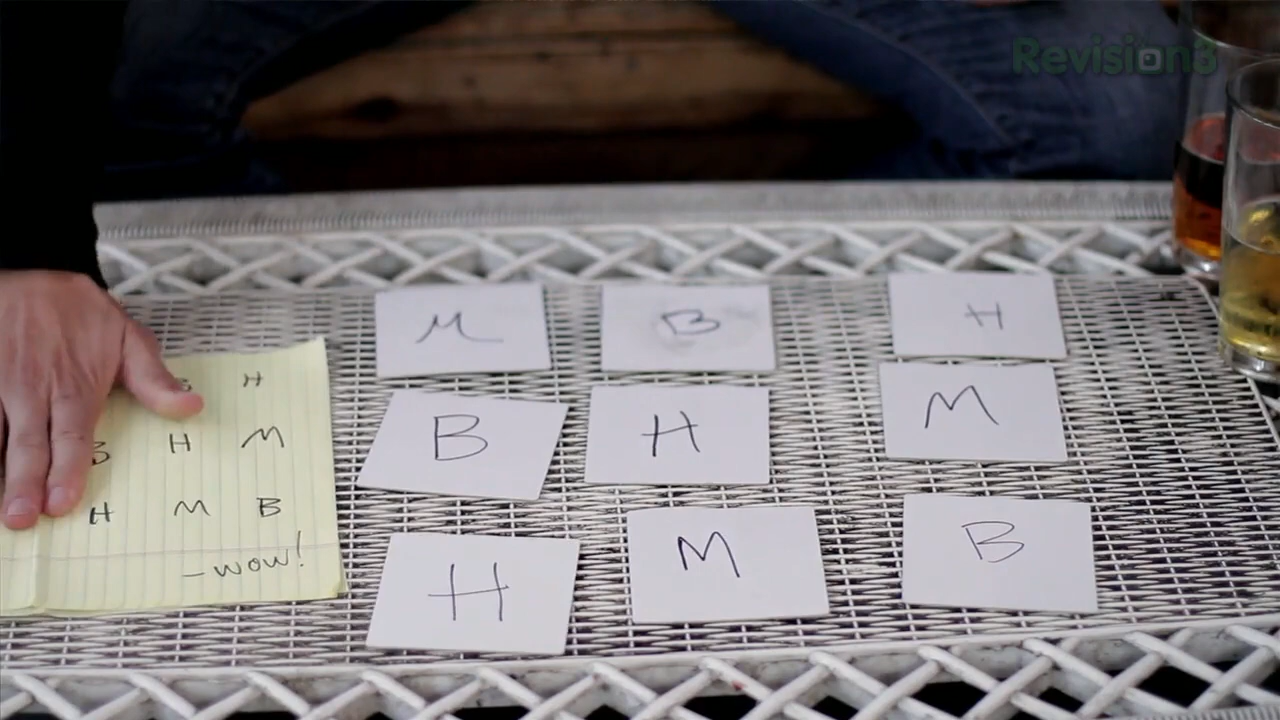 Revision3
M B H
B H M
H M B
B H
B H M
H M B
- wow!